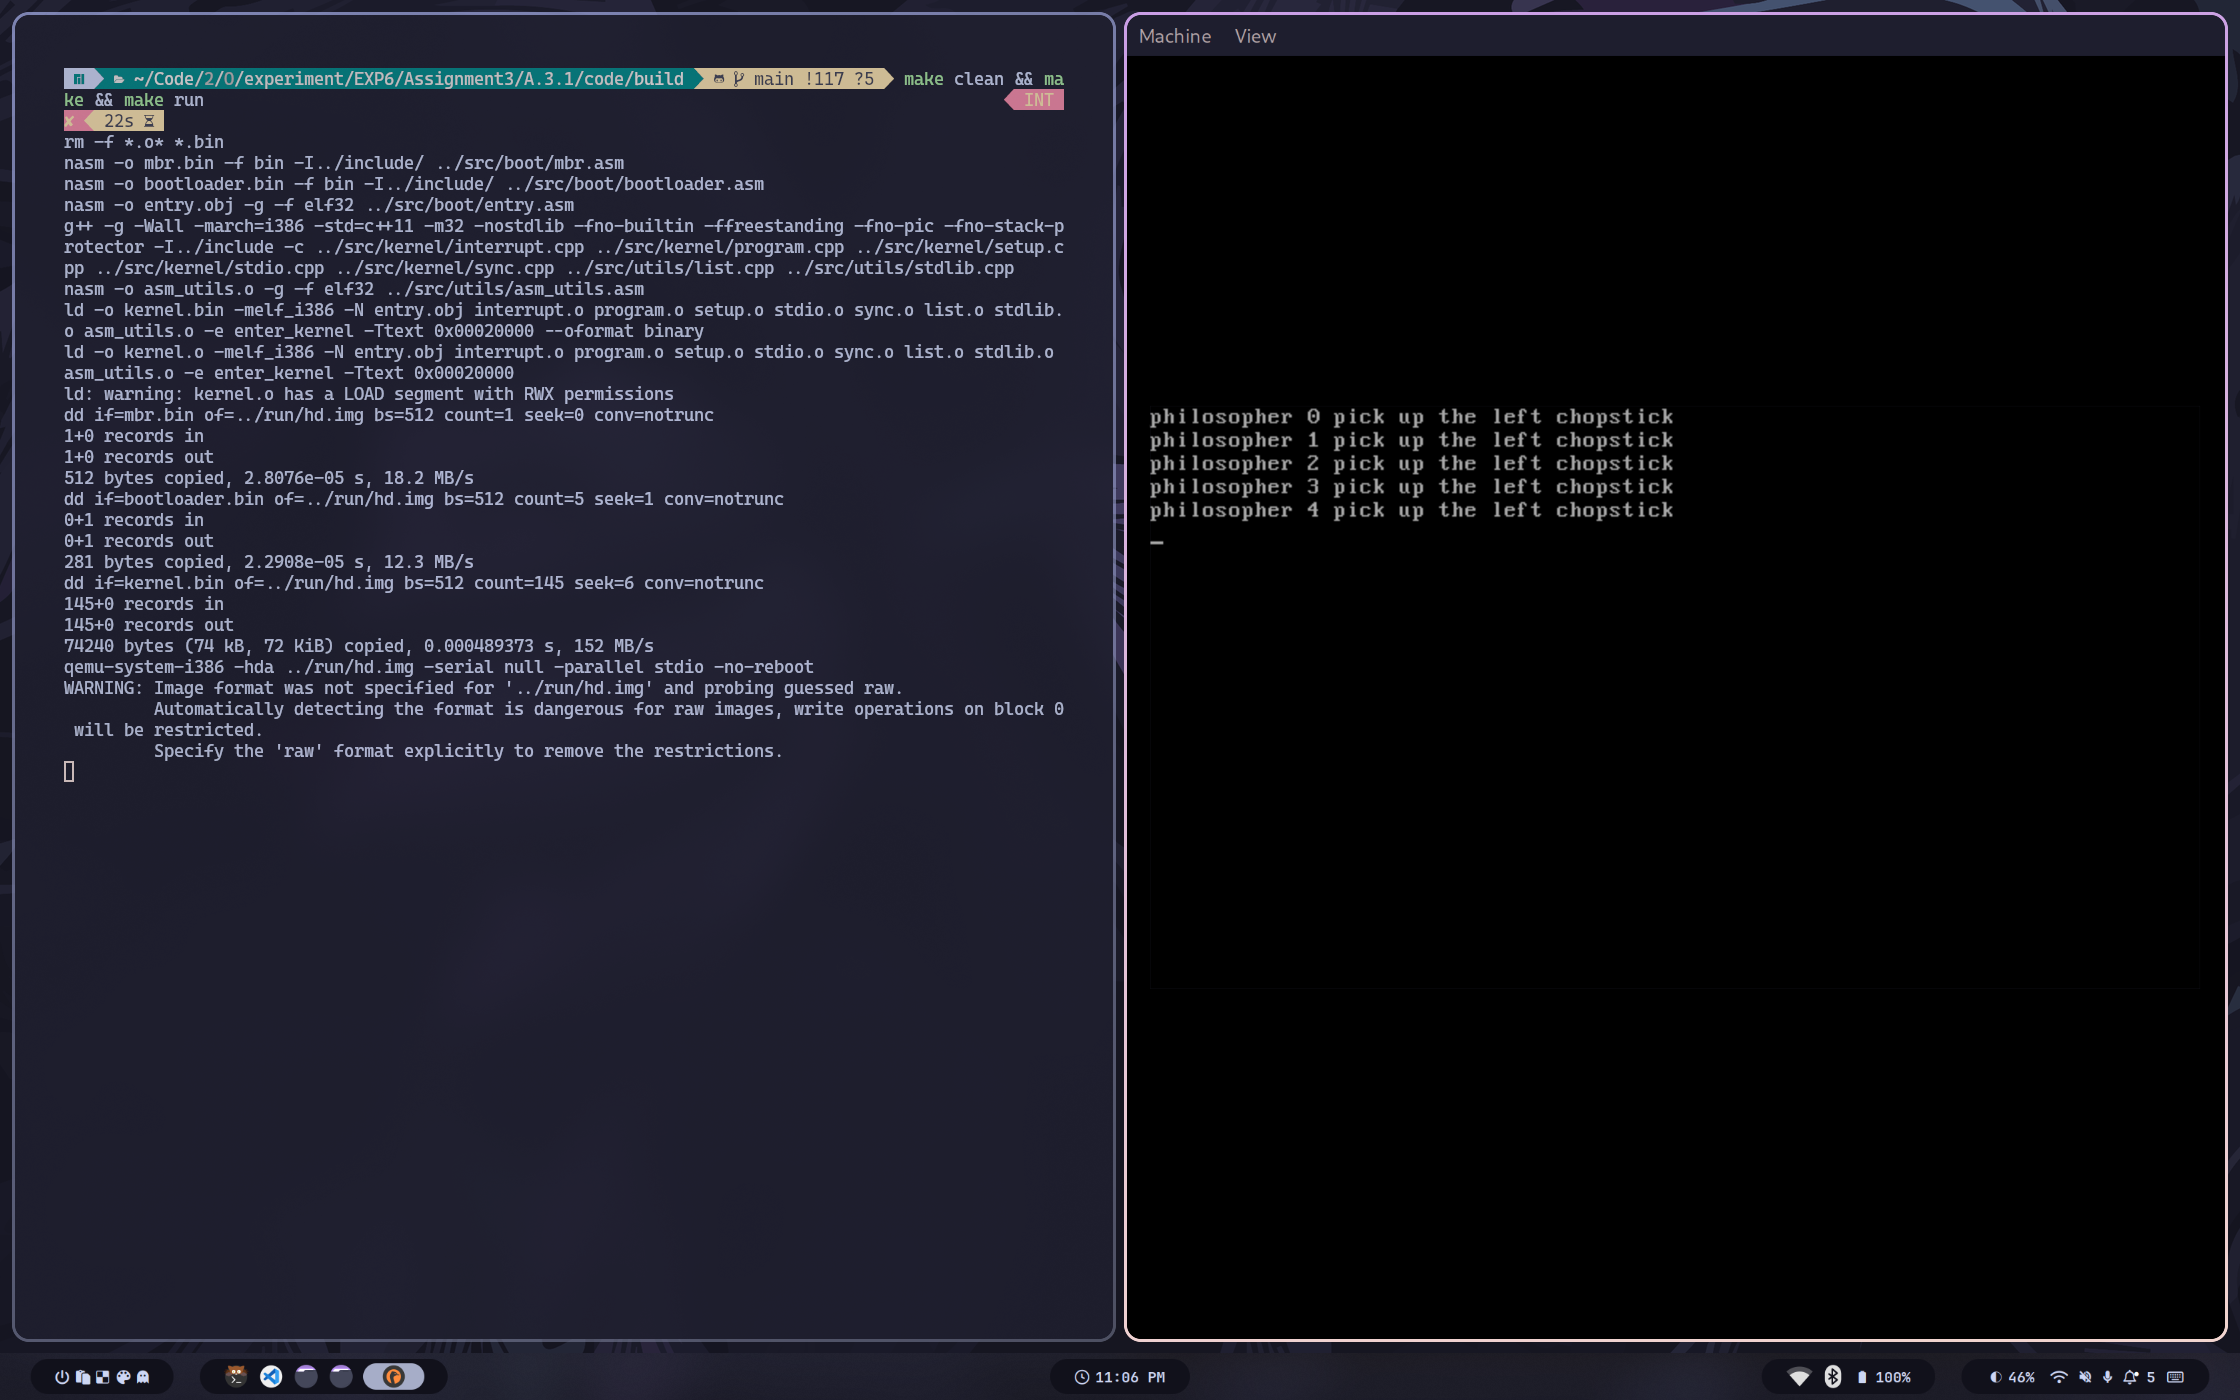 ~/Code/2/O/experiment/EXP6/Assignment3/A.3.1/code/build main !117 ?5 make clean && ma
ke && make run INT
✘ 22s
rm -f *.o* *.bin
nasm -o mbr.bin -f bin -I../include/ ../src/boot/mbr.asm
nasm -o bootloader.bin -f bin -I../include/ ../src/boot/bootloader.asm
nasm -o entry.obj -g -f elf32 ../src/boot/entry.asm
g++ -g -Wall -march=i386 -std=c++11 -m32 -nostdlib -fno-builtin -ffreestanding -fno-pic -fno-stack-p
rotector -I../include -c ../src/kernel/interrupt.cpp ../src/kernel/program.cpp ../src/kernel/setup.c
pp ../src/kernel/stdio.cpp ../src/kernel/sync.cpp ../src/utils/list.cpp ../src/utils/stdlib.cpp
nasm -o asm_utils.o -g -f elf32 ../src/utils/asm_utils.asm
ld -o kernel.bin -melf_i386 -N entry.obj interrupt.o program.o setup.o stdio.o sync.o list.o stdlib.
o asm_utils.o -e enter_kernel -Ttext 0x00020000 --oformat binary
ld -o kernel.o -melf_i386 -N entry.obj interrupt.o program.o setup.o stdio.o sync.o list.o stdlib.o
asm_utils.o -e enter_kernel -Ttext 0x00020000
ld: warning: kernel.o has a LOAD segment with RWX permissions
dd if=mbr.bin of=../run/hd.img bs=512 count=1 seek=0 conv=notrunc
1+0 records in
1+0 records out
512 bytes copied, 2.8076e-05 s, 18.2 MB/s
dd if=bootloader.bin of=../run/hd.img bs=512 count=5 seek=1 conv=notrunc
0+1 records in
0+1 records out
281 bytes copied, 2.2908e-05 s, 12.3 MB/s
dd if=kernel.bin of=../run/hd.img bs=512 count=145 seek=6 conv=notrunc
145+0 records in
145+0 records out
74240 bytes (74 kB, 72 KiB) copied, 0.000489373 s, 152 MB/s
qemu-system-i386 -hda ../run/hd.img -serial null -parallel stdio -no-reboot
WARNING: Image format was not specified for '../run/hd.img' and probing guessed raw.
Automatically detecting the format is dangerous for raw images, write operations on block 0
will be restricted.
Specify the 'raw' format explicitly to remove the restrictions.
Machine View
philosopher 0 pick up the left chopstick
philosopher 1 pick up the left chopstick
philosopher 2 pick up the left chopstick
philosopher 3 pick up the left chopstick
philosopher 4 pick up the left chopstick
_
11:06 PM
100%
46% 5